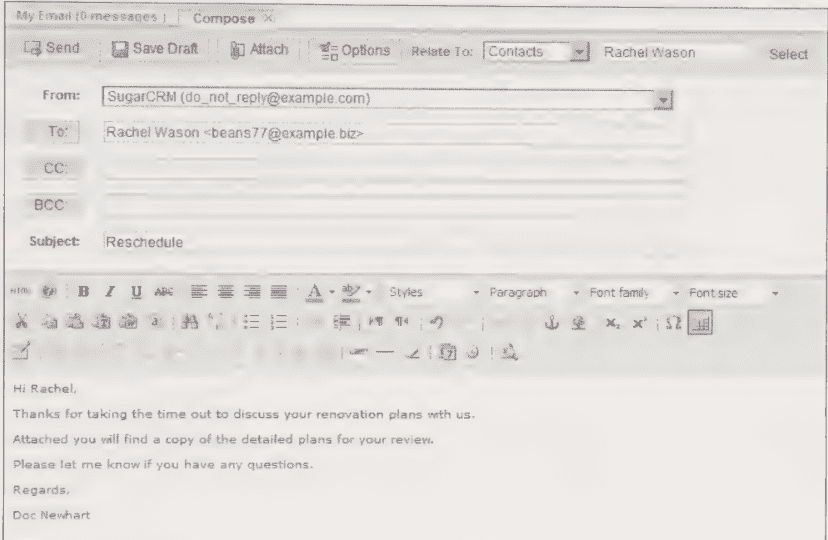 My Email (0 messages ) Compose ×
Send Save Draft Attach Options Relate To: Contacts Rachel Wason Select
From: SugarCRM (do_not_reply@example.com)
To: Rachel Wason <beans77@example.biz>
CC:
BCC:
Subject: Reschedule
HTML B I U ABC A ab Styles Paragraph Font family Font size
Hi Rachel,
Thanks for taking the time out to discuss your renovation plans with us.
Attached you will find a copy of the detailed plans for your review.
Please let me know if you have any questions.
Regards,
Doc Newhart